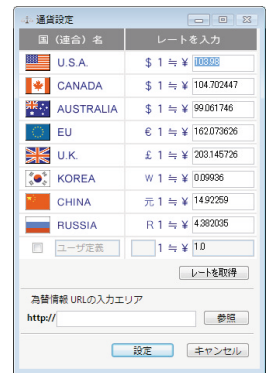 通貨設定
国（連合）名 レートを入力
U.S.A. $ 1 ≒ ¥ 103.98
CANADA $ 1 ≒ ¥ 104.702447
AUSTRALIA $ 1 ≒ ¥ 99.061746
EU € 1 ≒ ¥ 162.073626
U.K. £ 1 ≒ ¥ 203.145726
KOREA W 1 ≒ ¥ 0.09936
CHINA 元 1 ≒ ¥ 14.92259
RUSSIA R 1 ≒ ¥ 4.382035
ユーザ定義 1 ≒ ¥ 1.0
レートを取得
為替情報 URLの入力エリア
http:// 参照
設定 キャンセル